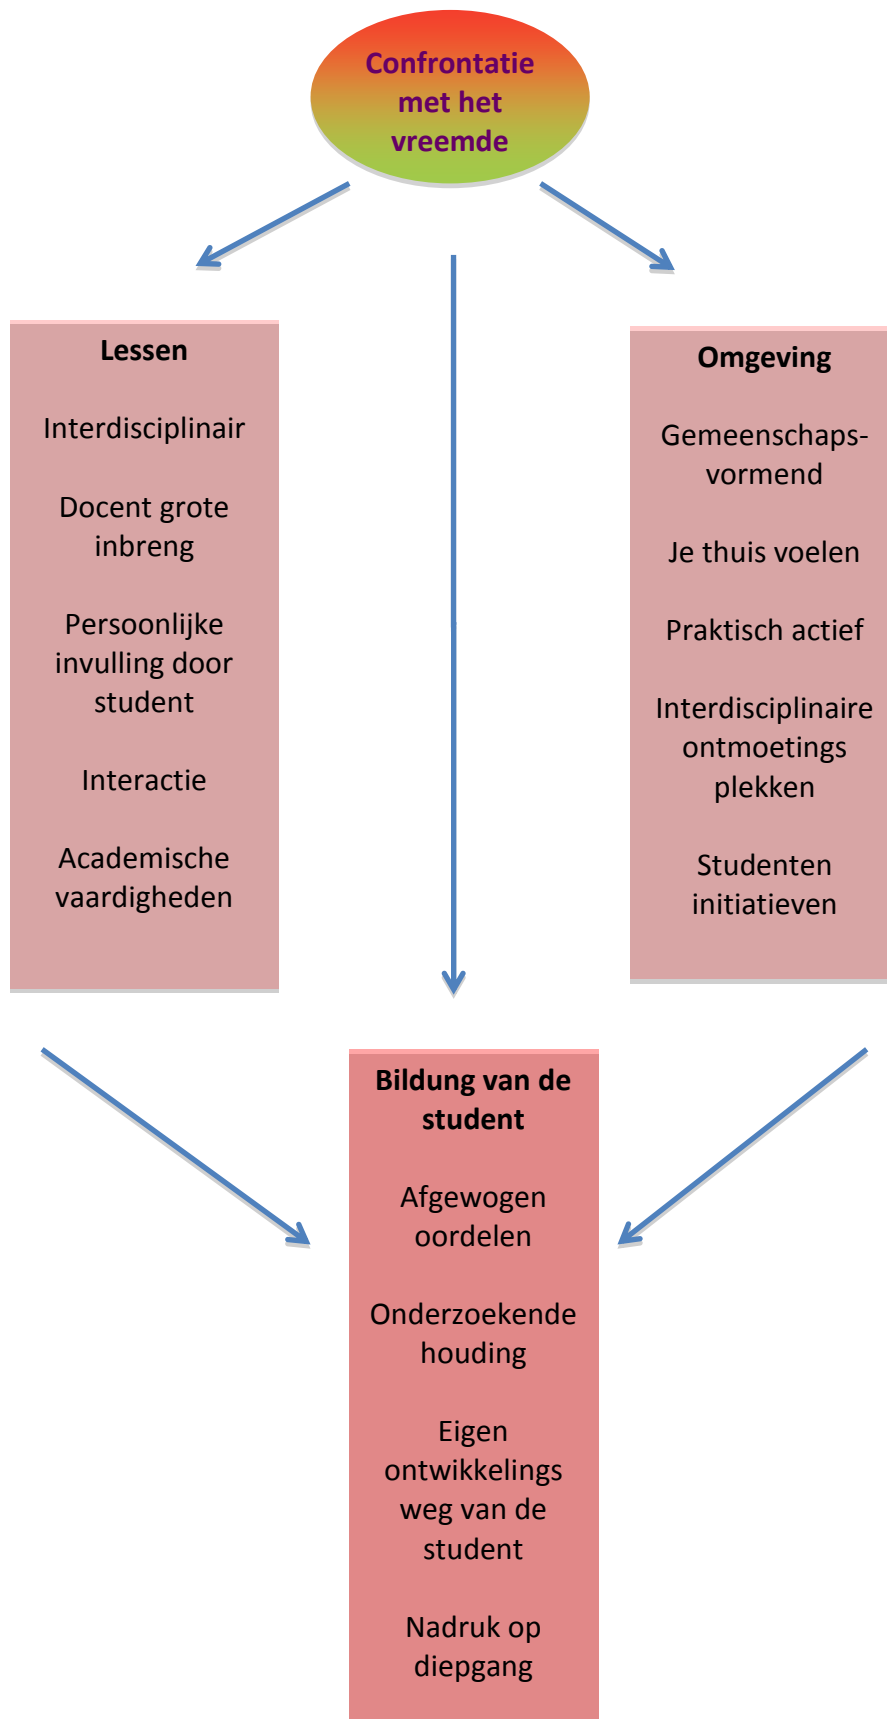 Confrontatie
met het
vreemde
Lessen
Interdisciplinair
Docent grote
inbreng
Persoonlijke
invulling door
student
Interactie
Academische
vaardigheden
Omgeving
Gemeenschaps-
vormend
Je thuis voelen
Praktisch actief
Interdisciplinaire
ontmoetings
plekken
Studenten
initiatieven
Bildung van de
student
Afgewogen
oordelen
Onderzoekende
houding
Eigen
ontwikkelings
weg van de
student
Nadruk op
diepgang